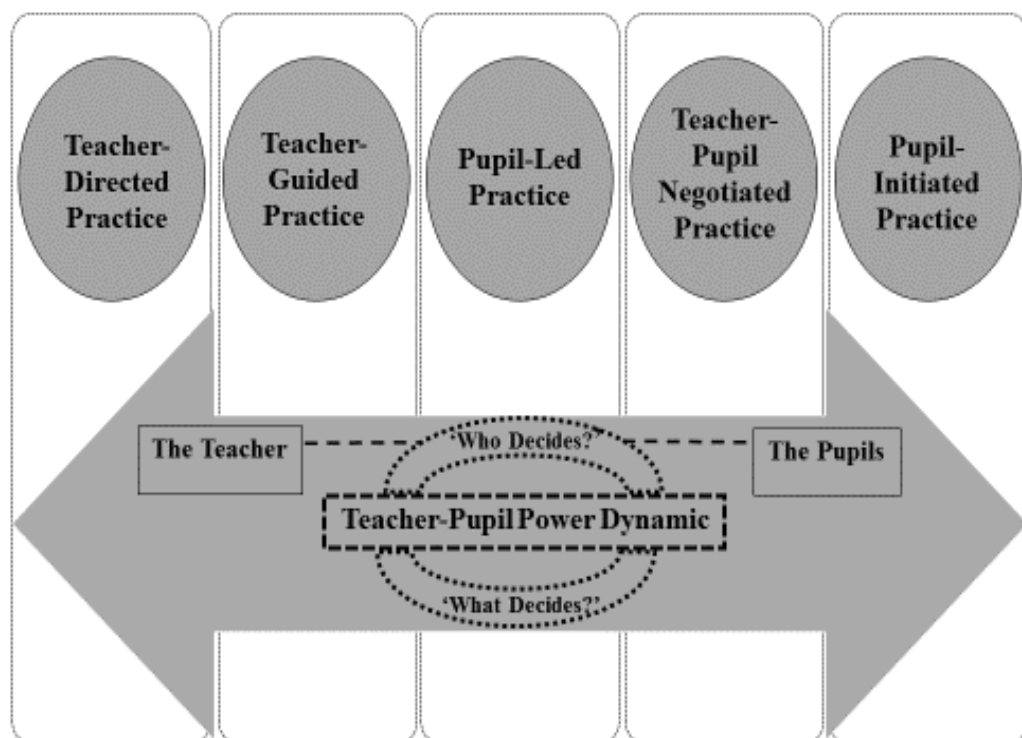 Teacher-
Directed
Practice
Teacher-
Guided
Practice
Pupil-Led
Practice
Teacher-
Pupil
Negotiated
Practice
Pupil-
Initiated
Practice
The Teacher
'Who Decides?'
The Pupils
Teacher-Pupil Power Dynamic
'What Decides?'